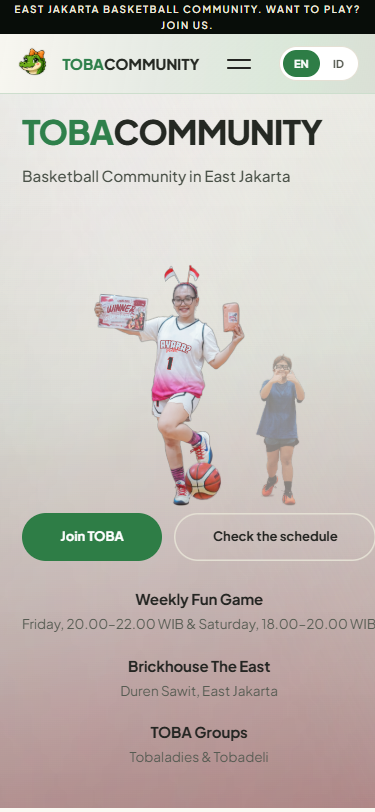 EAST JAKARTA BASKETBALL COMMUNITY. WANT TO PLAY?
JOIN US.
TOBACOMMUNITY
EN
ID
TOBACOMMUNITY
Basketball Community in East Jakarta
WINNER
1
Join TOBA
Check the schedule
Weekly Fun Game
Friday, 20.00–22.00 WIB & Saturday, 18.00–20.00 WIB
Brickhouse The East
Duren Sawit, East Jakarta
TOBA Groups
Tobaladies & Tobadeli